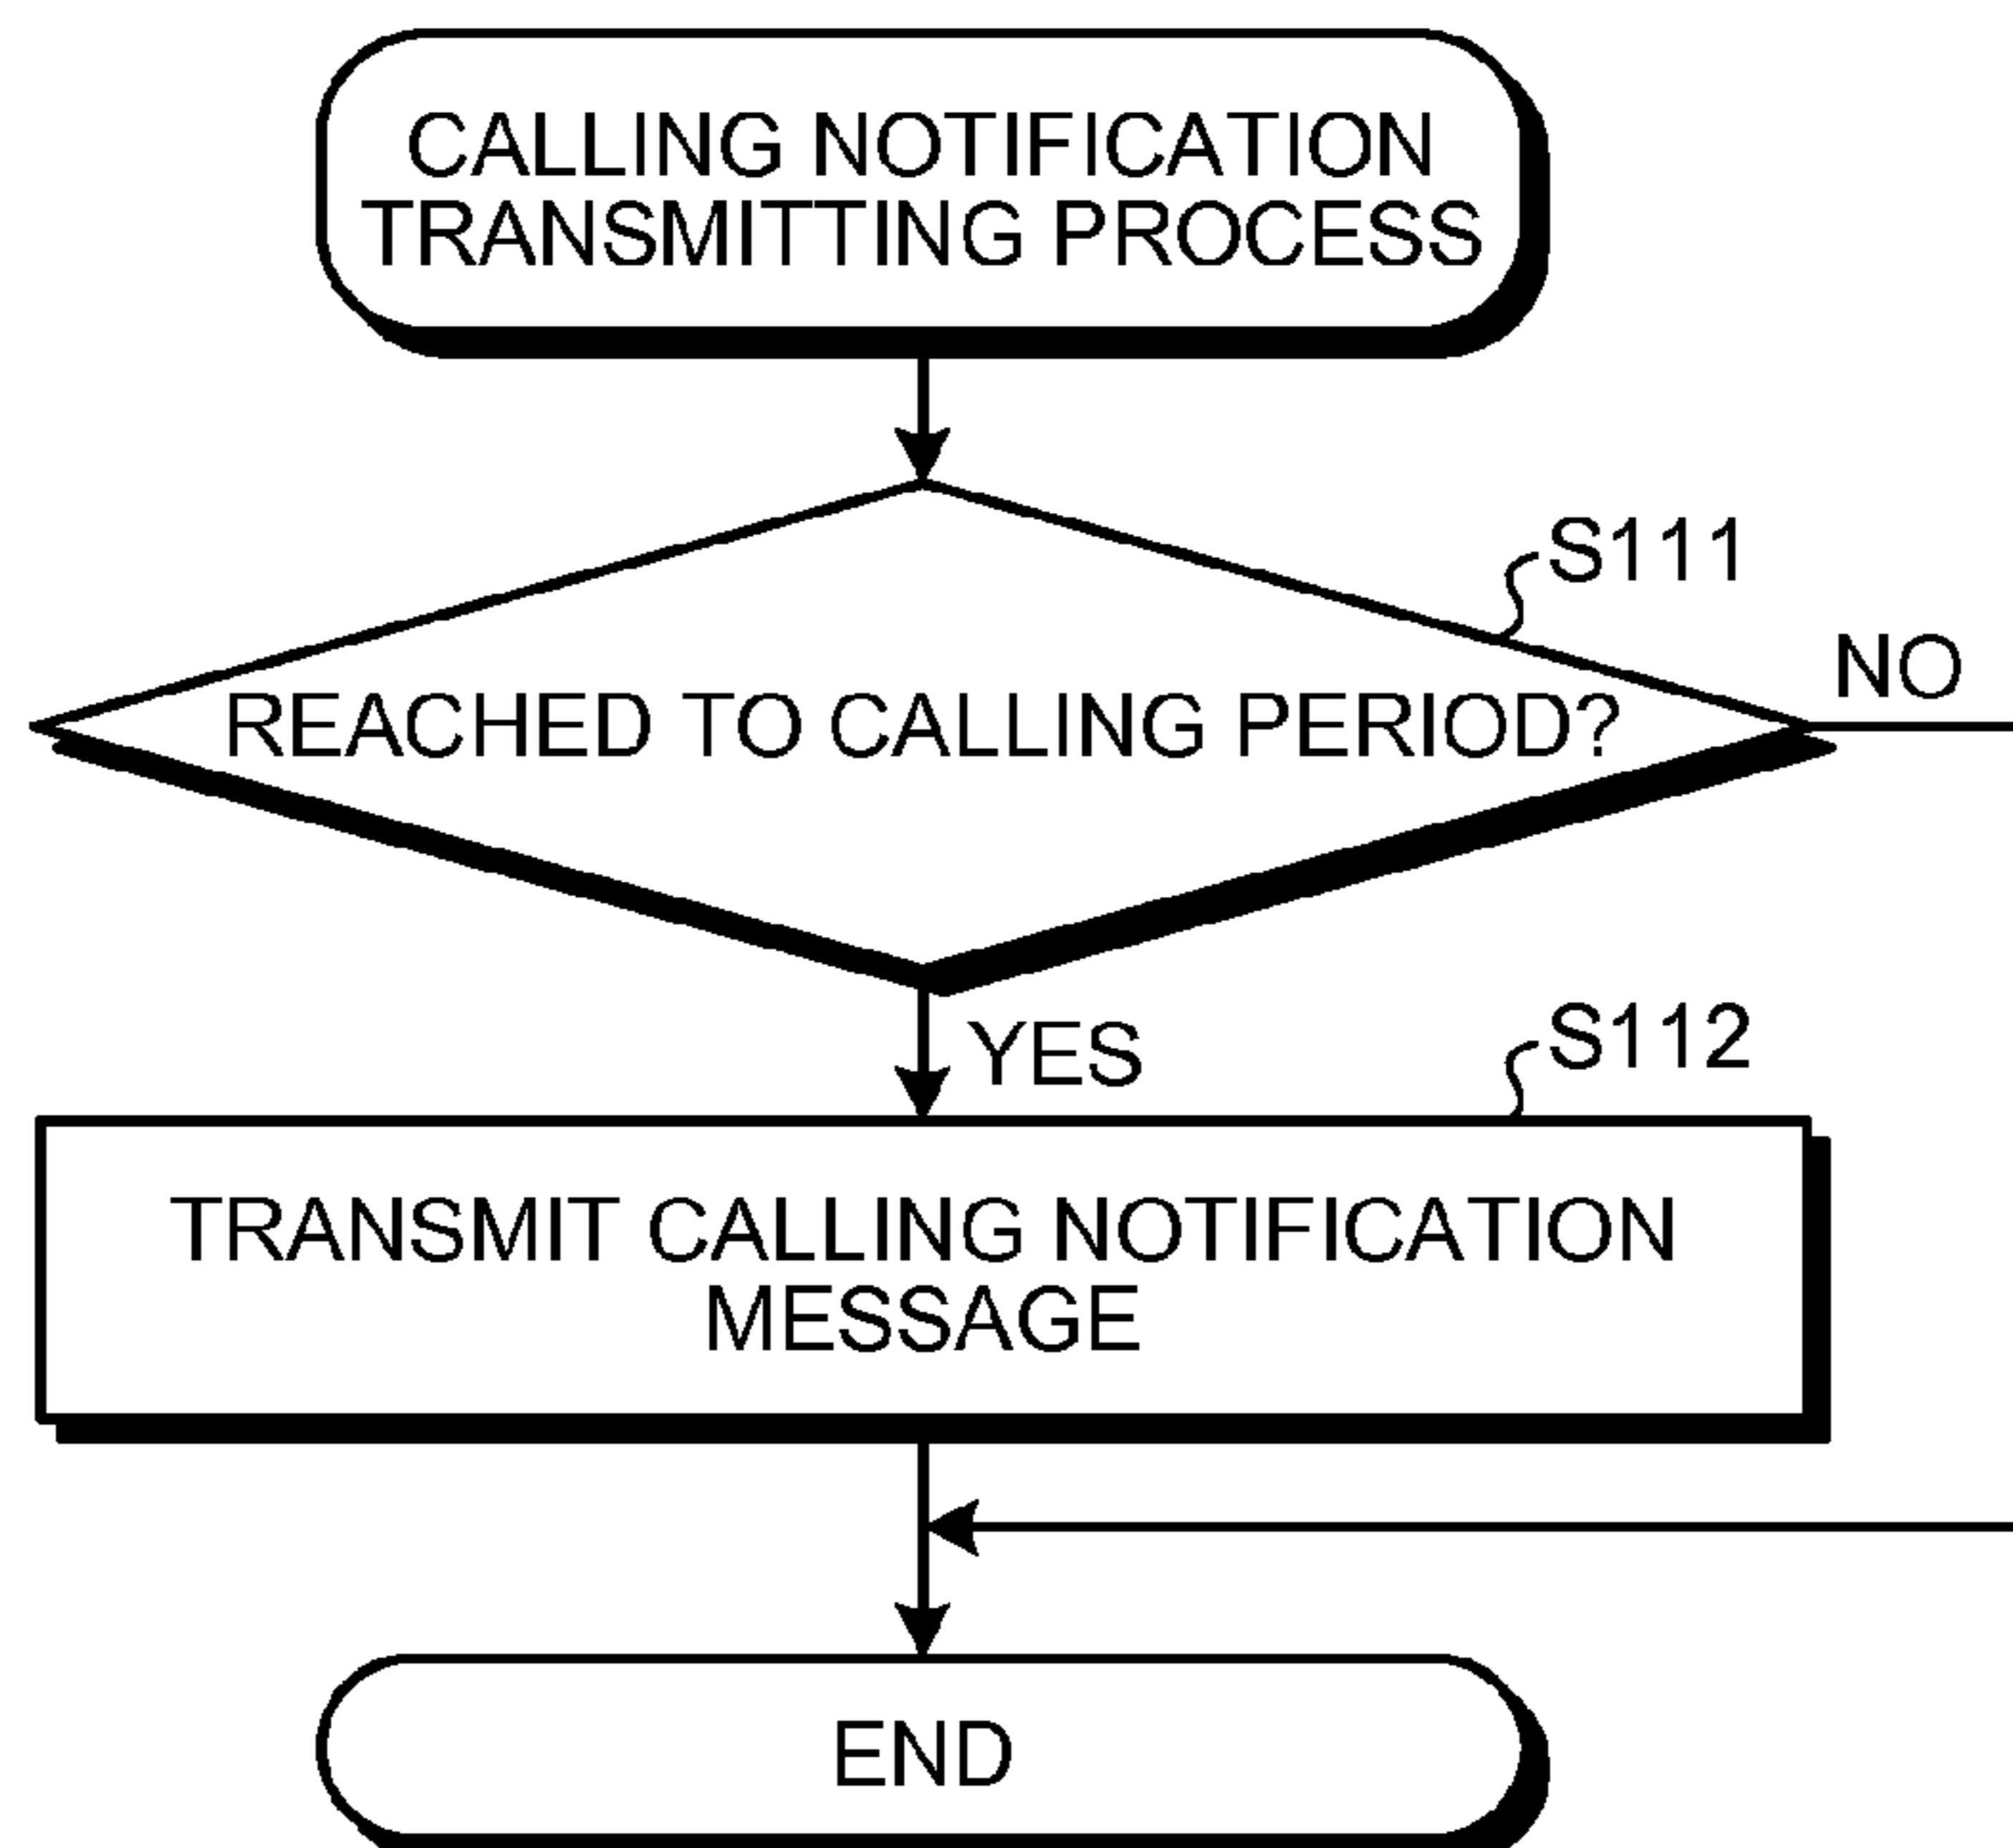 CALLING NOTIFICATION
TRANSMITTING PROCESS
S111
NO
REACHED TO CALLING PERIOD?
YES
S112
TRANSMIT CALLING NOTIFICATION
MESSAGE
END